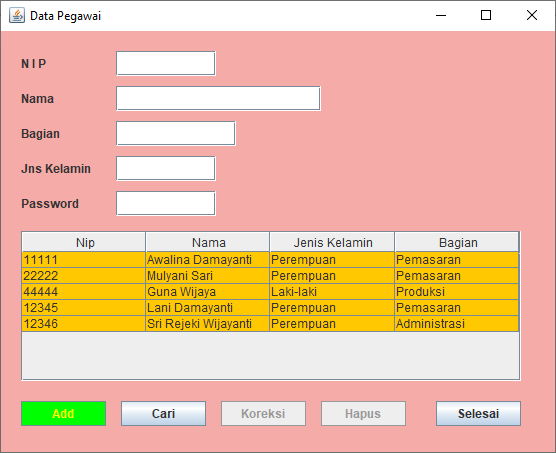 Data Pegawai
N I P
Nama
Bagian
Jns Kelamin
Password
Nip Nama Jenis Kelamin Bagian
11111 Awalina Damayanti Perempuan Pemasaran
22222 Mulyani Sari Perempuan Pemasaran
44444 Guna Wijaya Laki-laki Produksi
12345 Lani Damayanti Perempuan Pemasaran
12346 Sri Rejeki Wijayanti Perempuan Administrasi
Add Cari Koreksi Hapus Selesai